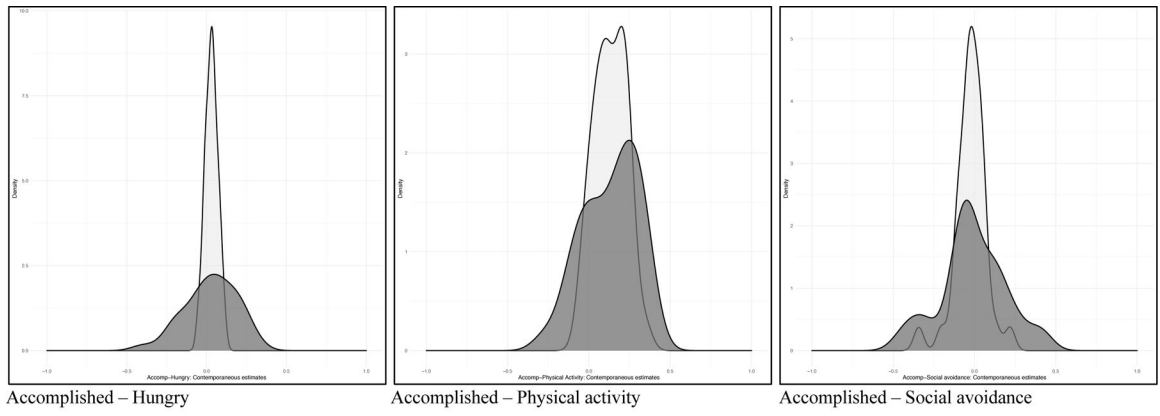 10.0
7.5
5.0
2.5
0.0
Density
-1.0 -0.5 0.0 0.5 1.0
Accomp-Hungry: Contemporaneous estimates
Accomplished – Hungry
3
2
1
0
Density
-1.0 -0.5 0.0 0.5 1.0
Accomp-Physical Activity: Contemporaneous estimates
Accomplished – Physical activity
5
4
3
2
1
0
Density
-1.0 -0.5 0.0 0.5 1.0
Accomp-Social avoidance: Contemporaneous estimates
Accomplished – Social avoidance